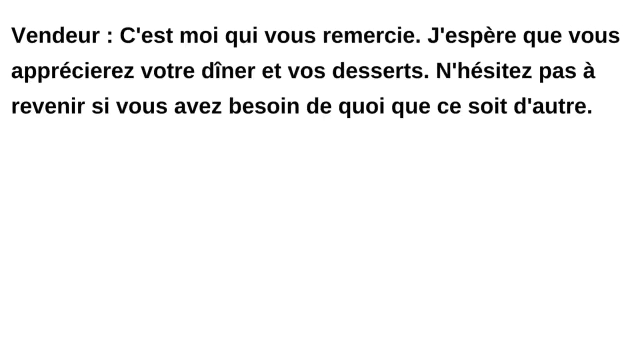 Vendeur : C'est moi qui vous remercie. J'espère que vous
apprécierez votre dîner et vos desserts. N'hésitez pas à
revenir si vous avez besoin de quoi que ce soit d'autre.